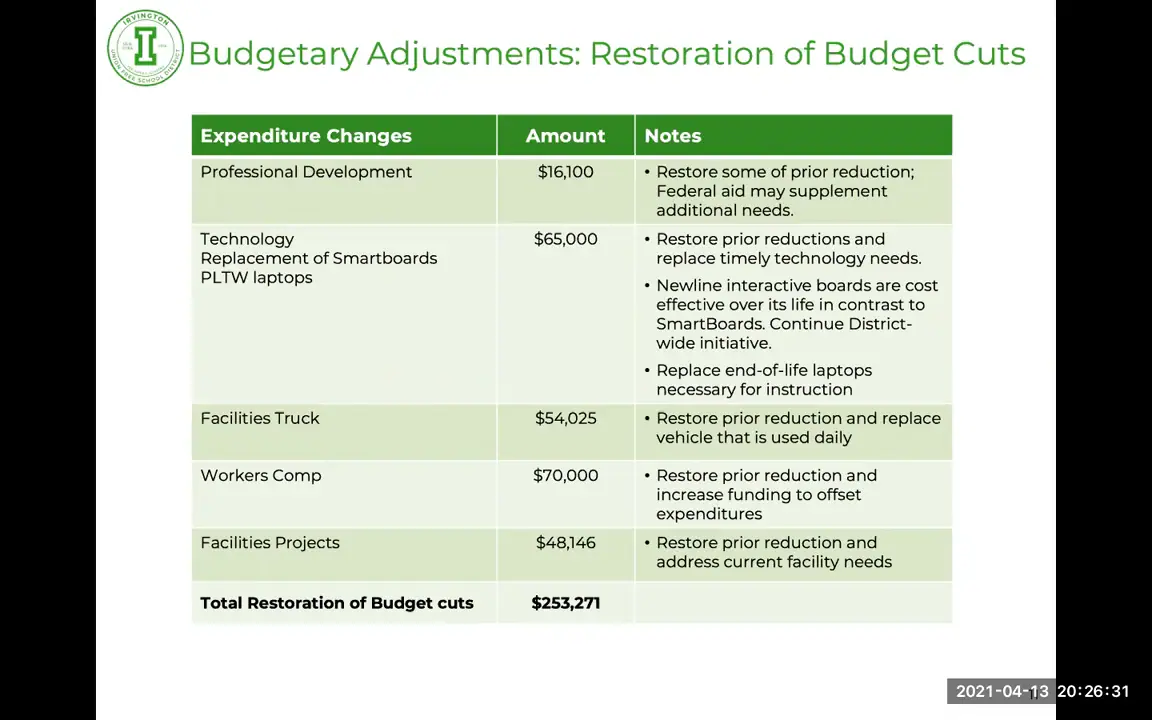 IRVINGTON
UNION FREE SCHOOL DISTRICT
I
Budgetary Adjustments: Restoration of Budget Cuts
Expenditure Changes Amount Notes
Professional Development $16,100 • Restore some of prior reduction;
Federal aid may supplement
additional needs.
Technology $65,000 • Restore prior reductions and
Replacement of Smartboards replace timely technology needs.
PLTW laptops
• Newline interactive boards are cost
effective over its life in contrast to
SmartBoards. Continue District-
wide initiative.
• Replace end-of-life laptops
necessary for instruction
Facilities Truck $54,025 • Restore prior reduction and replace
vehicle that is used daily
Workers Comp $70,000 • Restore prior reduction and
increase funding to offset
expenditures
Facilities Projects $48,146 • Restore prior reduction and
address current facility needs
Total Restoration of Budget cuts $253,271
2021-04-13 20:26:31